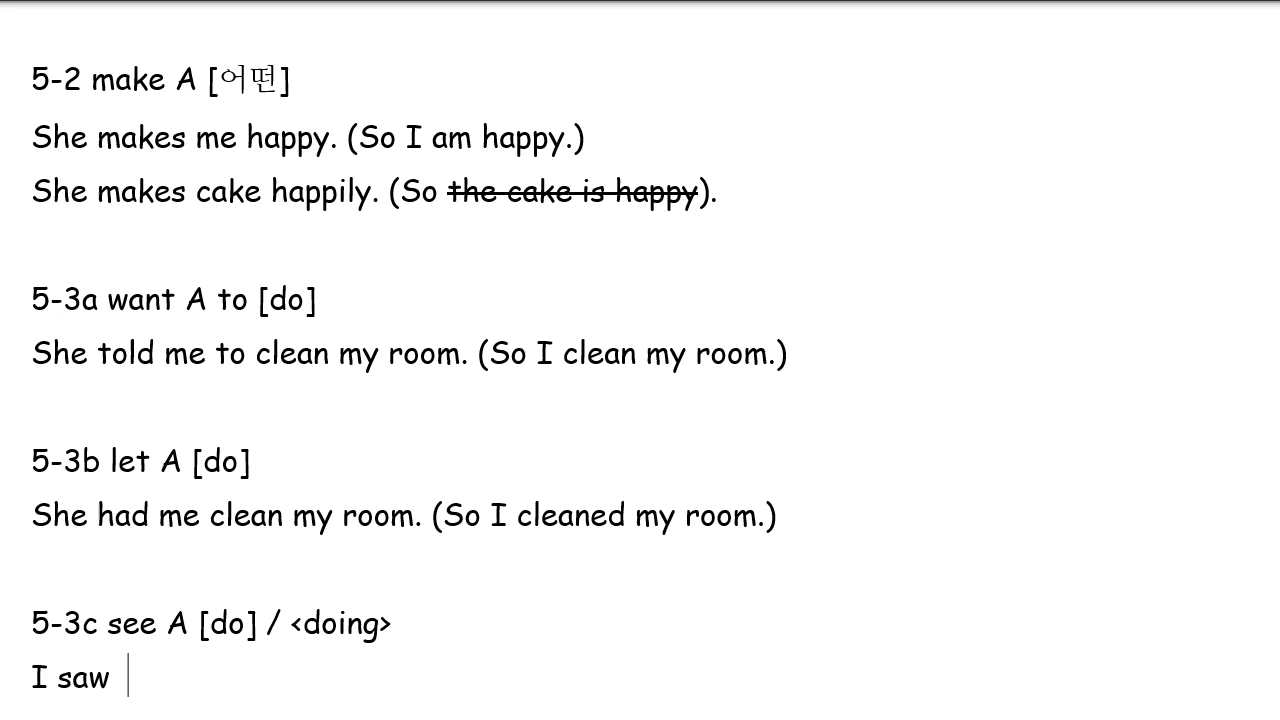 5-2 make A [어떤]
She makes me happy. (So I am happy.)
She makes cake happily. (So the cake is happy).
5-3a want A to [do]
She told me to clean my room. (So I clean my room.)
5-3b let A [do]
She had me clean my room. (So I cleaned my room.)
5-3c see A [do] / <doing>
I saw